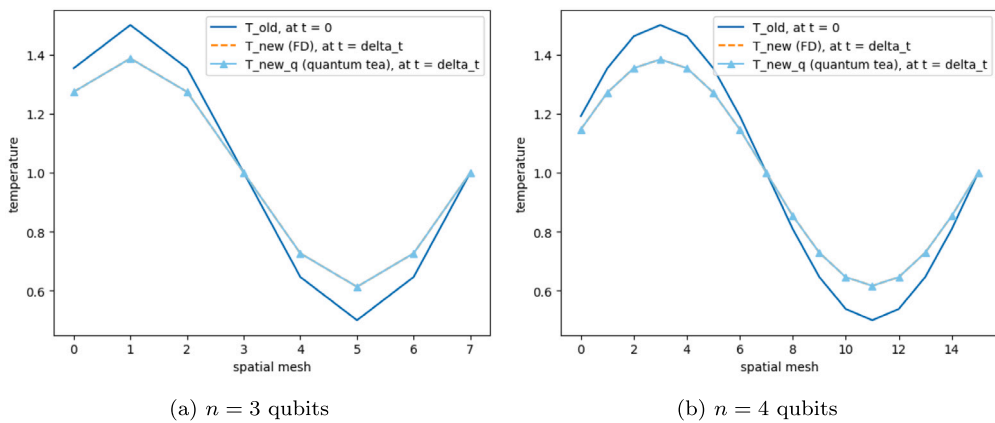 T_old, at t = 0
T_new (FD), at t = delta_t
T_new_q (quantum tea), at t = delta_t
1.4
1.2
1.0
0.8
0.6
temperature
0 1 2 3 4 5 6 7
spatial mesh
(a) n = 3 qubits
T_old, at t = 0
T_new (FD), at t = delta_t
T_new_q (quantum tea), at t = delta_t
1.4
1.2
1.0
0.8
0.6
temperature
0 2 4 6 8 10 12 14
spatial mesh
(b) n = 4 qubits